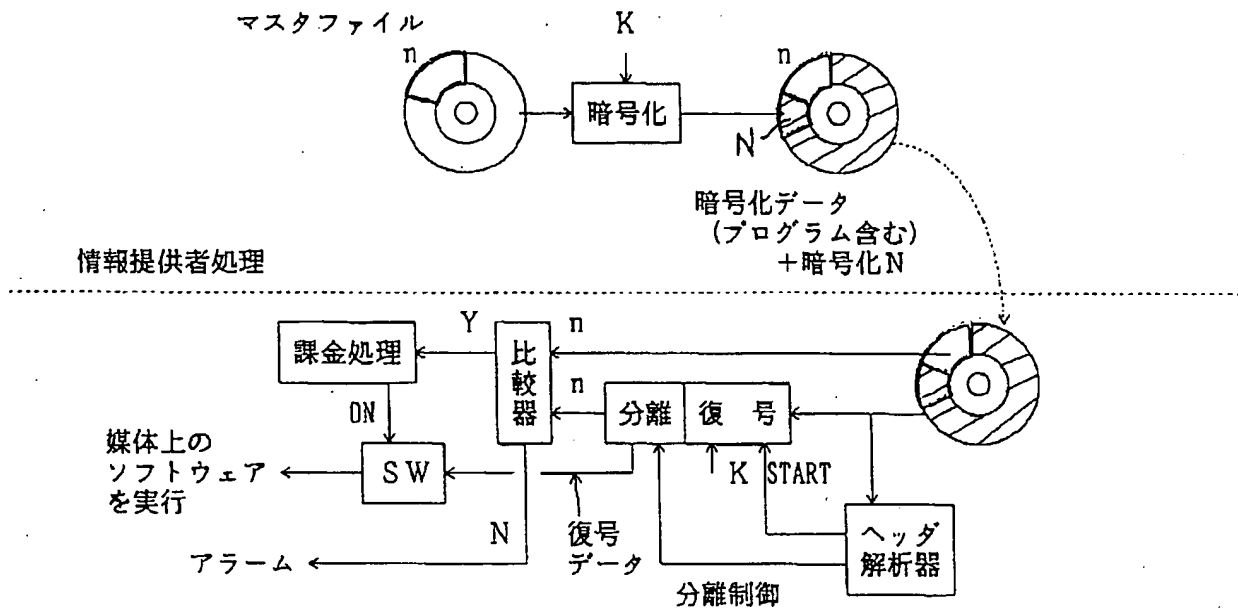 マスタファイル
K
n
n
暗号化
N
暗号化データ
(プログラム含む)
+暗号化N
情報提供者処理
Y
n
課金処理
比較器
n
分離
復 号
ON
媒体上の
ソフトウェア
を実行
SW
K
START
N
復号
データ
ヘッダ
解析器
アラーム
分離制御